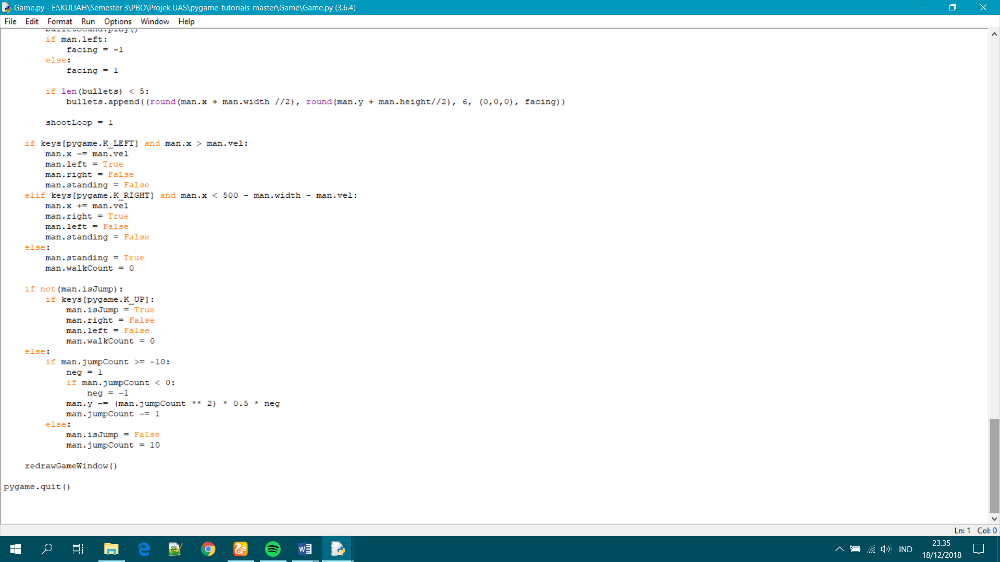 Game.py - E:\KULIAH\Semester 3\PBO\Projek UAS\pygame-tutorials-master\Game\Game.py (3.6.4)
File Edit Format Run Options Window Help
        bulletSound.play()
        if man.left:
            facing = -1
        else:
            facing = 1

        if len(bullets) < 5:
            bullets.append((round(man.x + man.width //2), round(man.y + man.height//2), 6, (0,0,0), facing))

        shootLoop = 1

    if keys[pygame.K_LEFT] and man.x > man.vel:
        man.x -= man.vel
        man.left = True
        man.right = False
        man.standing = False
    elif keys[pygame.K_RIGHT] and man.x < 500 - man.width - man.vel:
        man.x += man.vel
        man.right = True
        man.left = False
        man.standing = False
    else:
        man.standing = True
        man.walkCount = 0

    if not(man.isJump):
        if keys[pygame.K_UP]:
            man.isJump = True
            man.right = False
            man.left = False
            man.walkCount = 0
    else:
        if man.jumpCount >= -10:
            neg = 1
            if man.jumpCount < 0:
                neg = -1
            man.y -= (man.jumpCount ** 2) * 0.5 * neg
            man.jumpCount -= 1
        else:
            man.isJump = False
            man.jumpCount = 10

    redrawGameWindow()

pygame.quit()
Ln: 1 Col: 0
IND
23.35
18/12/2018